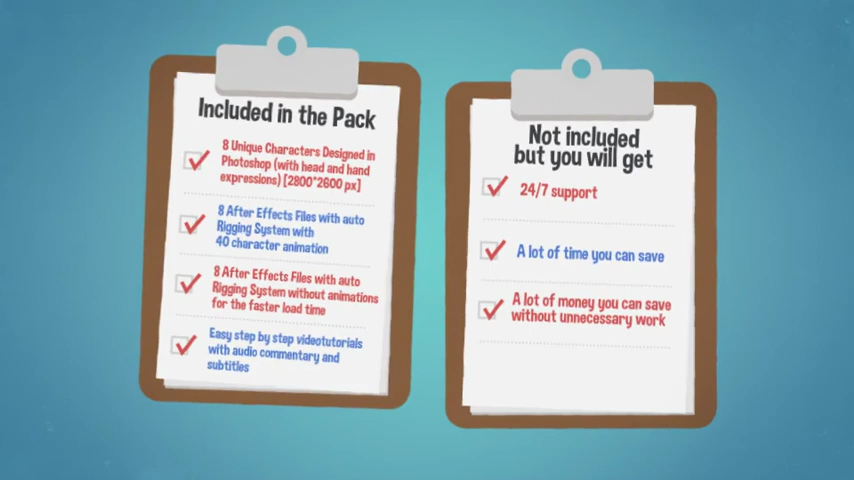 Included in the Pack
8 Unique Characters Designed in
Photoshop (with head and hand
expressions) [2800*2600 px]
8 After Effects Files with auto
Rigging System with
40 character animation
8 After Effects Files with auto
Rigging System without animations
for the faster load time
Easy step by step videotutorials
with audio commentary and
subtitles
Not included
but you will get
24/7 support
A lot of time you can save
A lot of money you can save
without unnecessary work